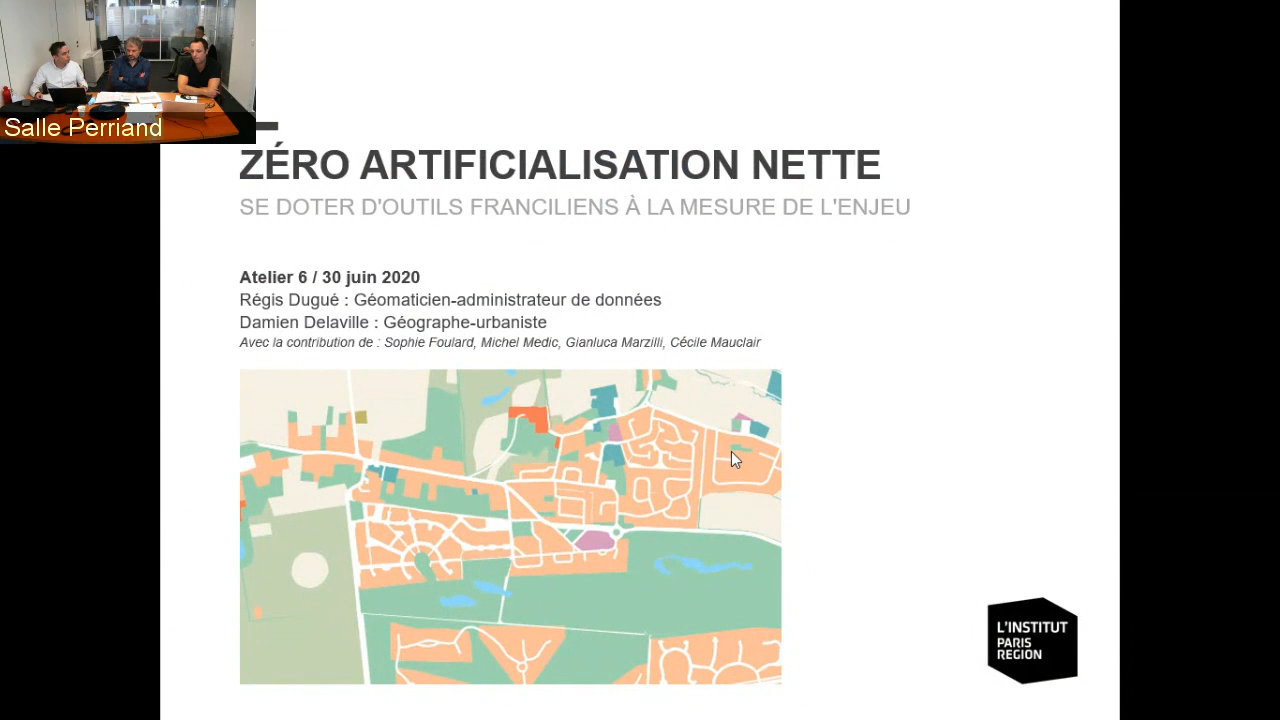 Salle Perriand
ZÉRO ARTIFICIALISATION NETTE
SE DOTER D'OUTILS FRANCILIENS À LA MESURE DE L'ENJEU
Atelier 6 / 30 juin 2020
Régis Dugué : Géomaticien-administrateur de données
Damien Delaville : Géographe-urbaniste
Avec la contribution de : Sophie Foulard, Michel Medic, Gianluca Marzilli, Cécile Mauclair
L'INSTITUT
PARIS
REGION